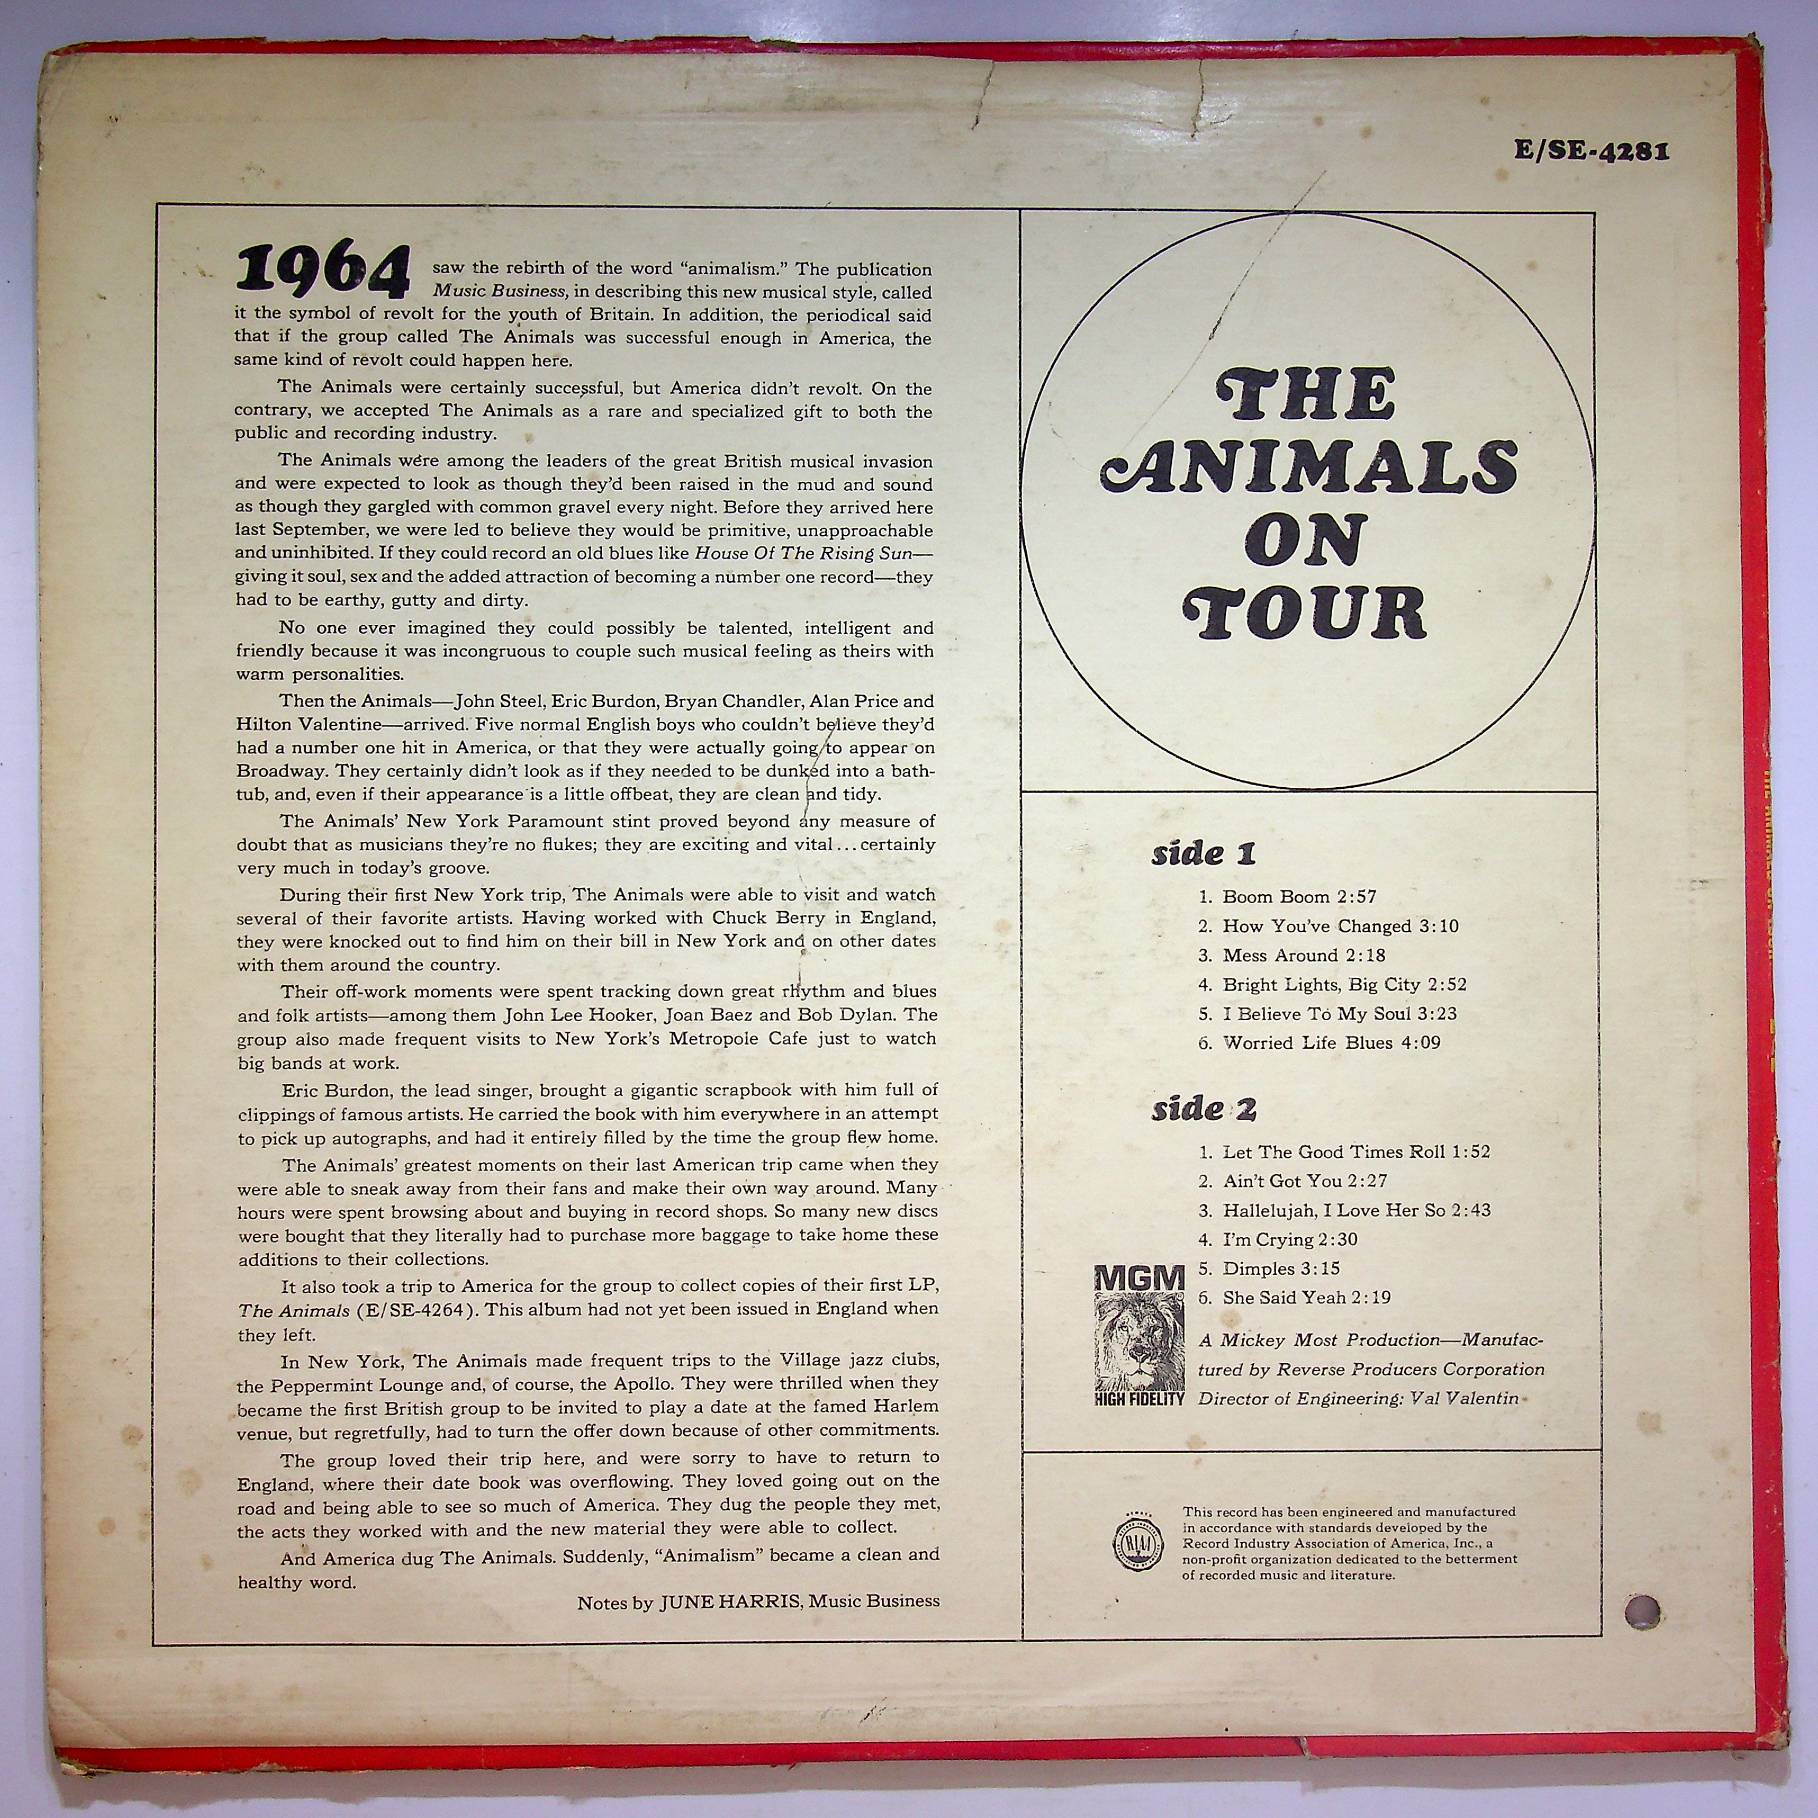 E/SE-4281
1964 saw the rebirth of the word “animalism.” The publication
Music Business, in describing this new musical style, called
it the symbol of revolt for the youth of Britain. In addition, the periodical said
that if the group called The Animals was successful enough in America, the
same kind of revolt could happen here.
The Animals were certainly successful, but America didn’t revolt. On the
contrary, we accepted The Animals as a rare and specialized gift to both the
public and recording industry.
The Animals were among the leaders of the great British musical invasion
and were expected to look as though they’d been raised in the mud and sound
as though they gargled with common gravel every night. Before they arrived here
last September, we were led to believe they would be primitive, unapproachable
and uninhibited. If they could record an old blues like House Of The Rising Sun—
giving it soul, sex and the added attraction of becoming a number one record—they
had to be earthy, gutty and dirty.
No one ever imagined they could possibly be talented, intelligent and
friendly because it was incongruous to couple such musical feeling as theirs with
warm personalities.
Then the Animals—John Steel, Eric Burdon, Bryan Chandler, Alan Price and
Hilton Valentine—arrived. Five normal English boys who couldn’t believe they’d
had a number one hit in America, or that they were actually going to appear on
Broadway. They certainly didn’t look as if they needed to be dunked into a bath-
tub, and, even if their appearance is a little offbeat, they are clean and tidy.
The Animals’ New York Paramount stint proved beyond any measure of
doubt that as musicians they’re no flukes; they are exciting and vital...certainly
very much in today’s groove.
During their first New York trip, The Animals were able to visit and watch
several of their favorite artists. Having worked with Chuck Berry in England,
they were knocked out to find him on their bill in New York and on other dates
with them around the country.
Their off-work moments were spent tracking down great rhythm and blues
and folk artists—among them John Lee Hooker, Joan Baez and Bob Dylan. The
group also made frequent visits to New York’s Metropole Cafe just to watch
big bands at work.
Eric Burdon, the lead singer, brought a gigantic scrapbook with him full of
clippings of famous artists. He carried the book with him everywhere in an attempt
to pick up autographs, and had it entirely filled by the time the group flew home.
The Animals’ greatest moments on their last American trip came when they
were able to sneak away from their fans and make their own way around. Many
hours were spent browsing about and buying in record shops. So many new discs
were bought that they literally had to purchase more baggage to take home these
additions to their collections.
It also took a trip to America for the group to collect copies of their first LP,
The Animals (E/SE-4264). This album had not yet been issued in England when
they left.
In New York, The Animals made frequent trips to the Village jazz clubs,
the Peppermint Lounge and, of course, the Apollo. They were thrilled when they
became the first British group to be invited to play a date at the famed Harlem
venue, but regretfully, had to turn the offer down because of other commitments.
The group loved their trip here, and were sorry to have to return to
England, where their date book was overflowing. They loved going out on the
road and being able to see so much of America. They dug the people they met,
the acts they worked with and the new material they were able to collect.
And America dug The Animals. Suddenly, “Animalism” became a clean and
healthy word.
Notes by JUNE HARRIS, Music Business
THE
ANIMALS
ON
TOUR
side 1
1. Boom Boom 2:57
2. How You’ve Changed 3:10
3. Mess Around 2:18
4. Bright Lights, Big City 2:52
5. I Believe To My Soul 3:23
6. Worried Life Blues 4:09
side 2
1. Let The Good Times Roll 1:52
2. Ain’t Got You 2:27
3. Hallelujah, I Love Her So 2:43
4. I’m Crying 2:30
5. Dimples 3:15
6. She Said Yeah 2:19
MGM
HIGH FIDELITY
A Mickey Most Production—Manufac-
tured by Reverse Producers Corporation
Director of Engineering: Val Valentin
RIAA
This record has been engineered and manufactured
in accordance with standards developed by the
Record Industry Association of America, Inc., a
non-profit organization dedicated to the betterment
of recorded music and literature.